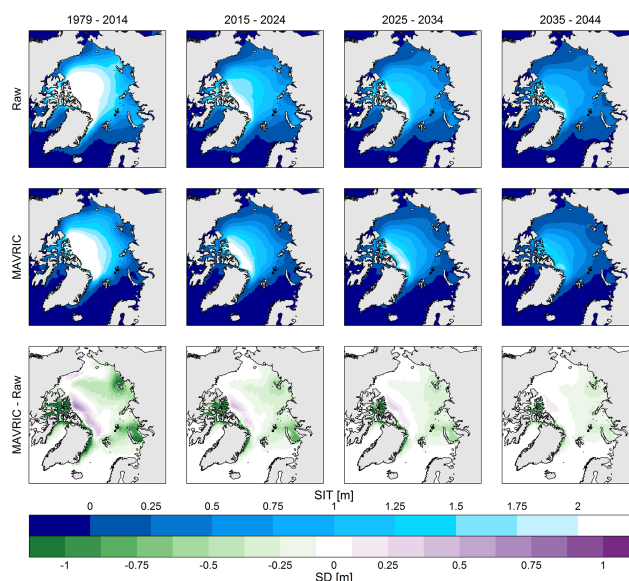 1979 - 2014 2015 - 2024 2025 - 2034 2035 - 2044
Raw
MAVRIC
MAVRIC - Raw
SIT [m]
0 0.25 0.5 0.75 1 1.25 1.5 1.75 2
-1 -0.75 -0.5 -0.25 0 0.25 0.5 0.75 1
SD [m]